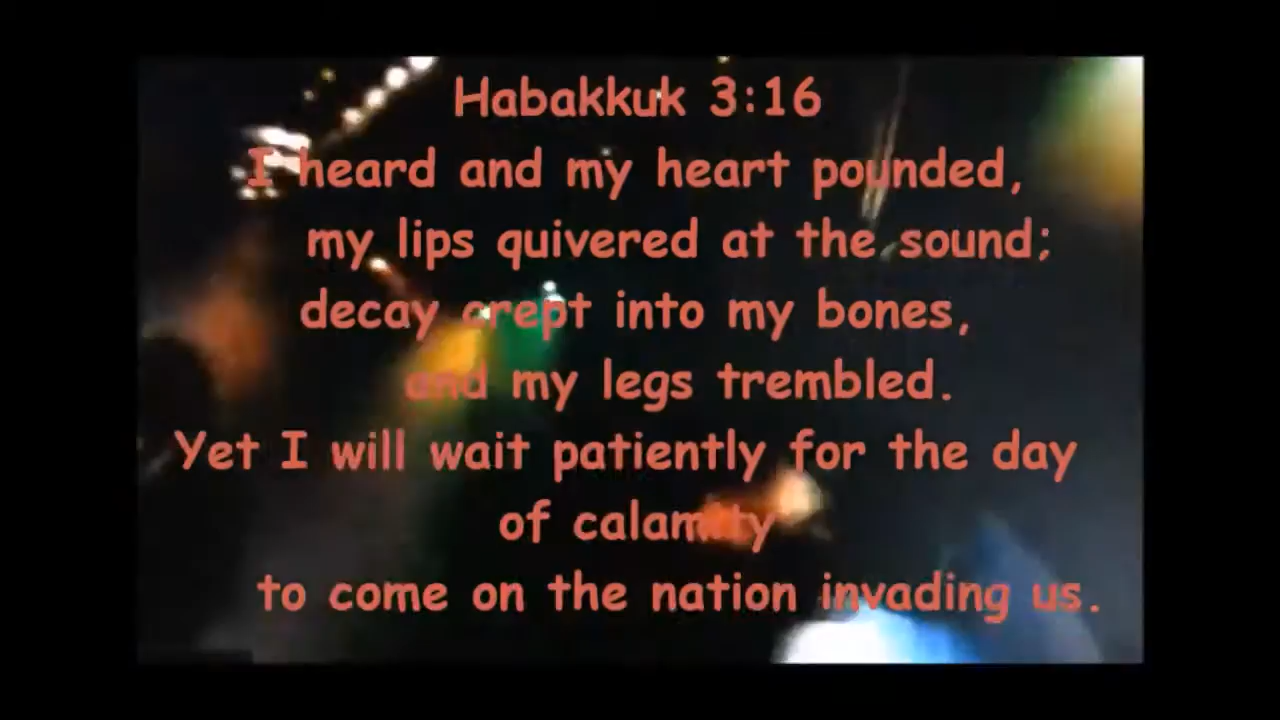 Habakkuk 3:16
I heard and my heart pounded,
my lips quivered at the sound;
decay crept into my bones,
and my legs trembled.
Yet I will wait patiently for the day
of calamity
to come on the nation invading us.